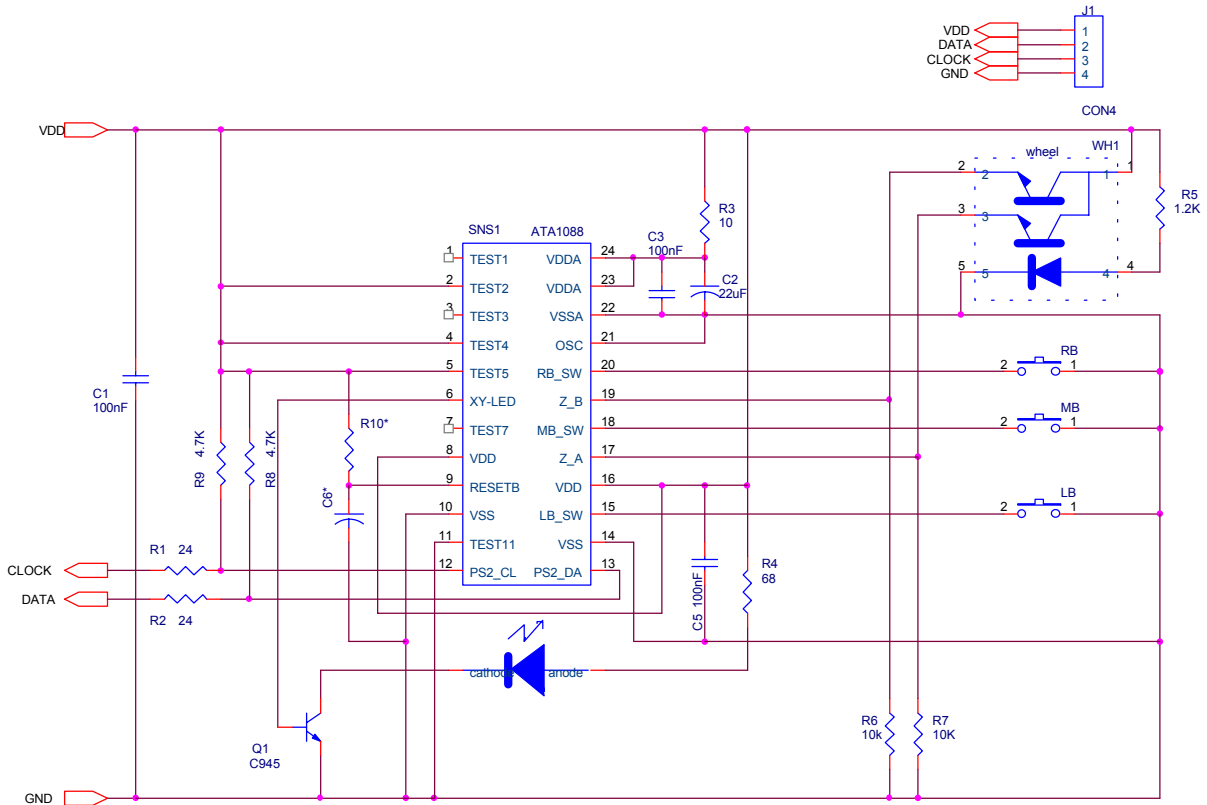 J1
VDD 1
DATA 2
CLOCK 3
GND 4
CON4
VDD
wheel WH1
2 2 1 1
3 3
5 5 4 4
R5
1.2K
R3
10
C3
100nF
C2
22uF
SNS1 ATA1088
1 TEST1 VDDA 24
2 TEST2 VDDA 23
3 TEST3 VSSA 22
4 TEST4 OSC 21
5 TEST5 RB_SW 20
6 XY-LED Z_B 19
7 TEST7 MB_SW 18
8 VDD Z_A 17
9 RESETB VDD 16
10 VSS LB_SW 15
11 TEST11 VSS 14
12 PS2_CL PS2_DA 13
RB
2 1
MB
2 1
LB
2 1
C1
100nF
R9 4.7K
R8 4.7K
R10*
C6*
R1 24
CLOCK
DATA
R2 24
C5 100nF
R4
68
cathode anode
Q1
C945
R6
10k
R7
10K
GND